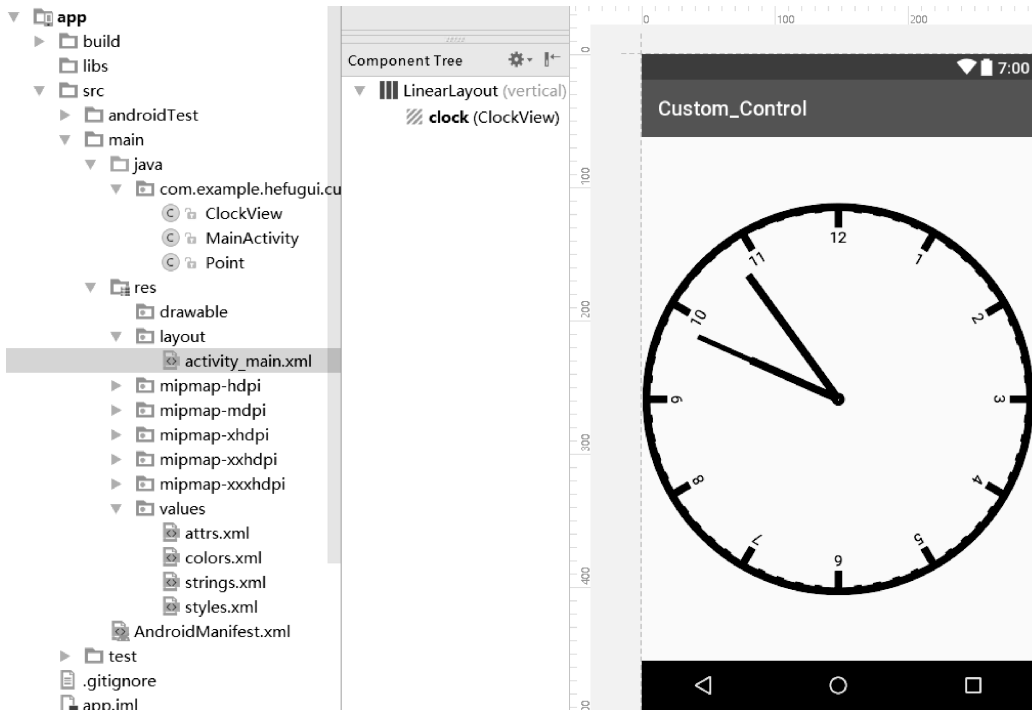 app
build
libs
src
androidTest
main
java
com.example.hefugui.cu
ClockView
MainActivity
Point
res
drawable
layout
activity_main.xml
mipmap-hdpi
mipmap-mdpi
mipmap-xhdpi
mipmap-xxhdpi
mipmap-xxxhdpi
values
attrs.xml
colors.xml
strings.xml
styles.xml
AndroidManifest.xml
test
.gitignore
app.iml
Component Tree
LinearLayout (vertical)
clock (ClockView)
0 100 200
0
100
200
300
400
7:00
Custom_Control
12
1
2
3
4
5
6
7
8
9
10
11